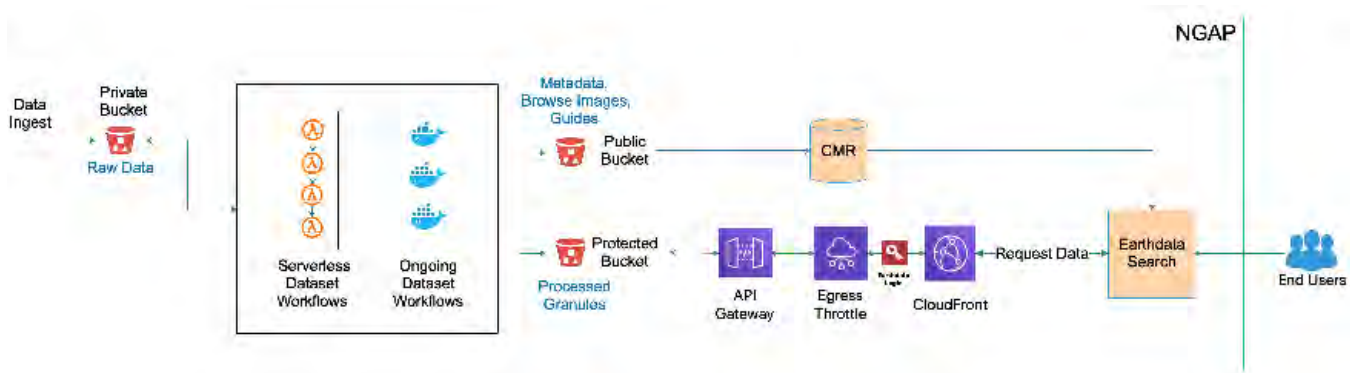 NGAP
Data
Ingest
Private
Bucket
Raw Data
Serverless
Dataset
Workflows
Ongoing
Dataset
Workflows
Metadata,
Browse Images,
Guides
Public
Bucket
CMR
Protected
Bucket
Processed
Granules
API
Gateway
Egress
Throttle
CloudFront
Request Data
Earthdata
Search
End Users